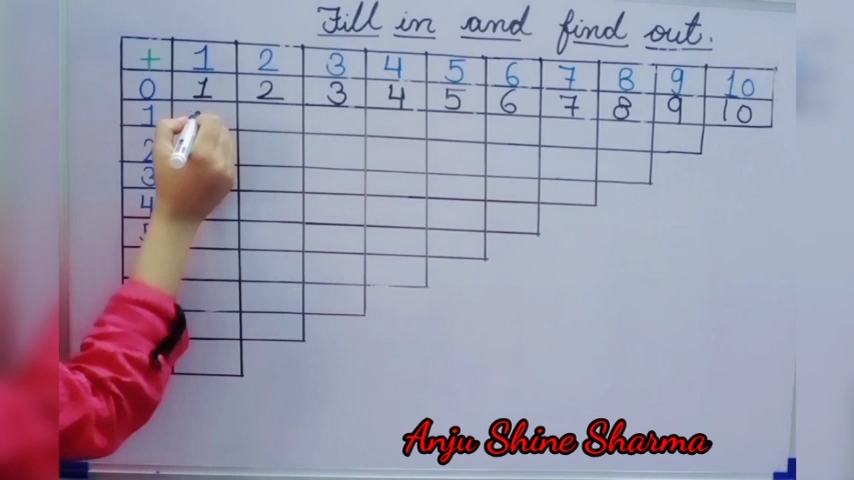 Fill in and find out.
+ 1 2 3 4 5 6 7 8 9 10
0 1 2 3 4 5 6 7 8 9 10
1
2
3
4
5
Anju Shine Sharma